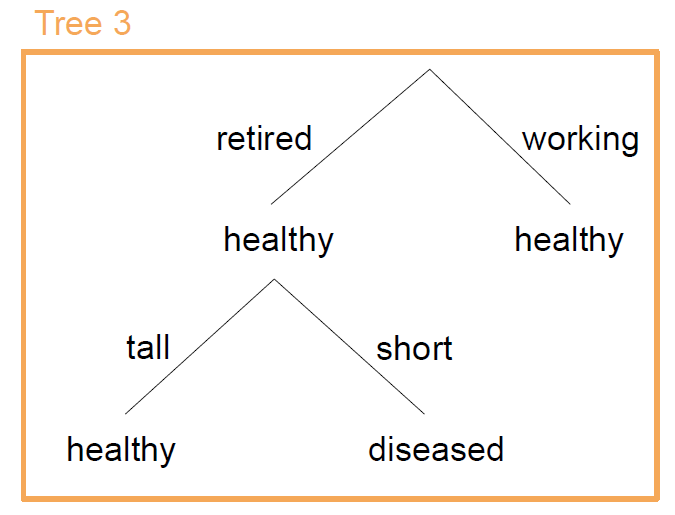 Tree 3
retired working
healthy healthy
tall short
healthy diseased